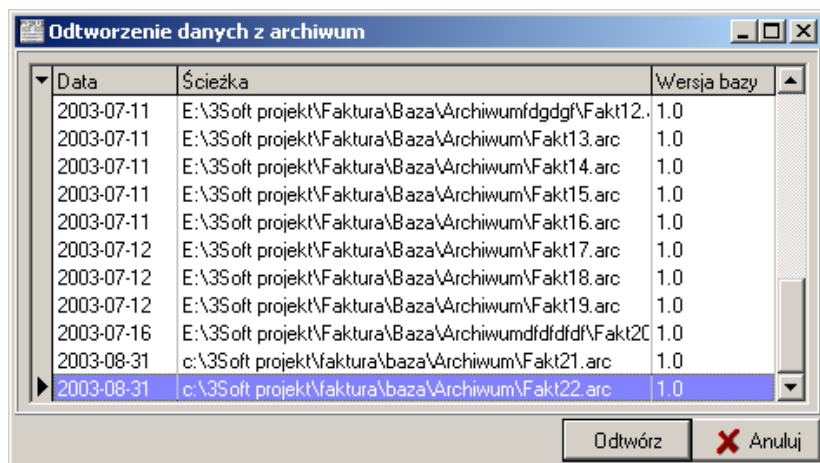 Odtworzenie danych z archiwum
Data Ścieżka Wersja bazy
2003-07-11 E:\3Soft projekt\Faktura\Baza\Archiwumfdgdgf\Fakt12. 1.0
2003-07-11 E:\3Soft projekt\Faktura\Baza\Archiwum\Fakt13.arc 1.0
2003-07-11 E:\3Soft projekt\Faktura\Baza\Archiwum\Fakt14.arc 1.0
2003-07-11 E:\3Soft projekt\Faktura\Baza\Archiwum\Fakt15.arc 1.0
2003-07-11 E:\3Soft projekt\Faktura\Baza\Archiwum\Fakt16.arc 1.0
2003-07-12 E:\3Soft projekt\Faktura\Baza\Archiwum\Fakt17.arc 1.0
2003-07-12 E:\3Soft projekt\Faktura\Baza\Archiwum\Fakt18.arc 1.0
2003-07-12 E:\3Soft projekt\Faktura\Baza\Archiwum\Fakt19.arc 1.0
2003-07-16 E:\3Soft projekt\Faktura\Baza\Archiwumdfdfdfdf\Fakt20 1.0
2003-08-31 c:\3Soft projekt\faktura\baza\Archiwum\Fakt21.arc 1.0
2003-08-31 c:\3Soft projekt\faktura\baza\Archiwum\Fakt22.arc 1.0
Odtwórz Anuluj